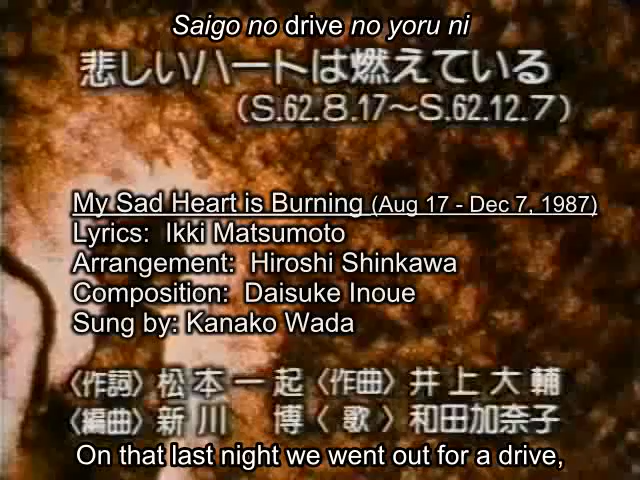 Saigo no drive no yoru ni
悲しいハートは燃えている
(S.62.8.17〜S.62.12.7)
My Sad Heart is Burning (Aug 17 - Dec 7, 1987)
Lyrics: Ikki Matsumoto
Arrangement: Hiroshi Shinkawa
Composition: Daisuke Inoue
Sung by: Kanako Wada
〈作詞〉松本一起〈作曲〉井上大輔
〈編曲〉新川 博〈歌〉和田加奈子
On that last night we went out for a drive,